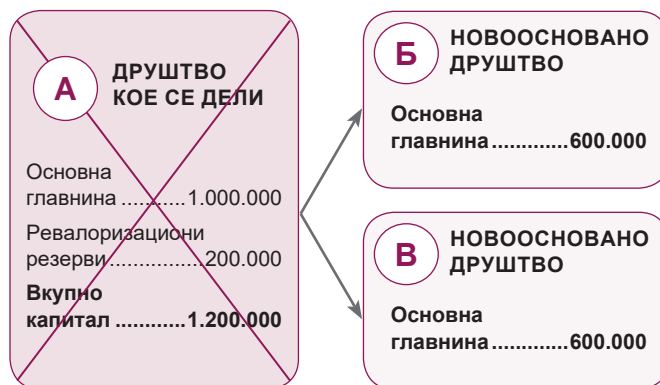 А
ДРУШТВО
КОЕ СЕ ДЕЛИ
Основна
главнина ...........1.000.000
Ревалоризациони
резерви ................200.000
Вкупно
капитал ............1.200.000
Б
НОВООСНОВАНО
ДРУШТВО
Основна
главнина .............600.000
В
НОВООСНОВАНО
ДРУШТВО
Основна
главнина .............600.000